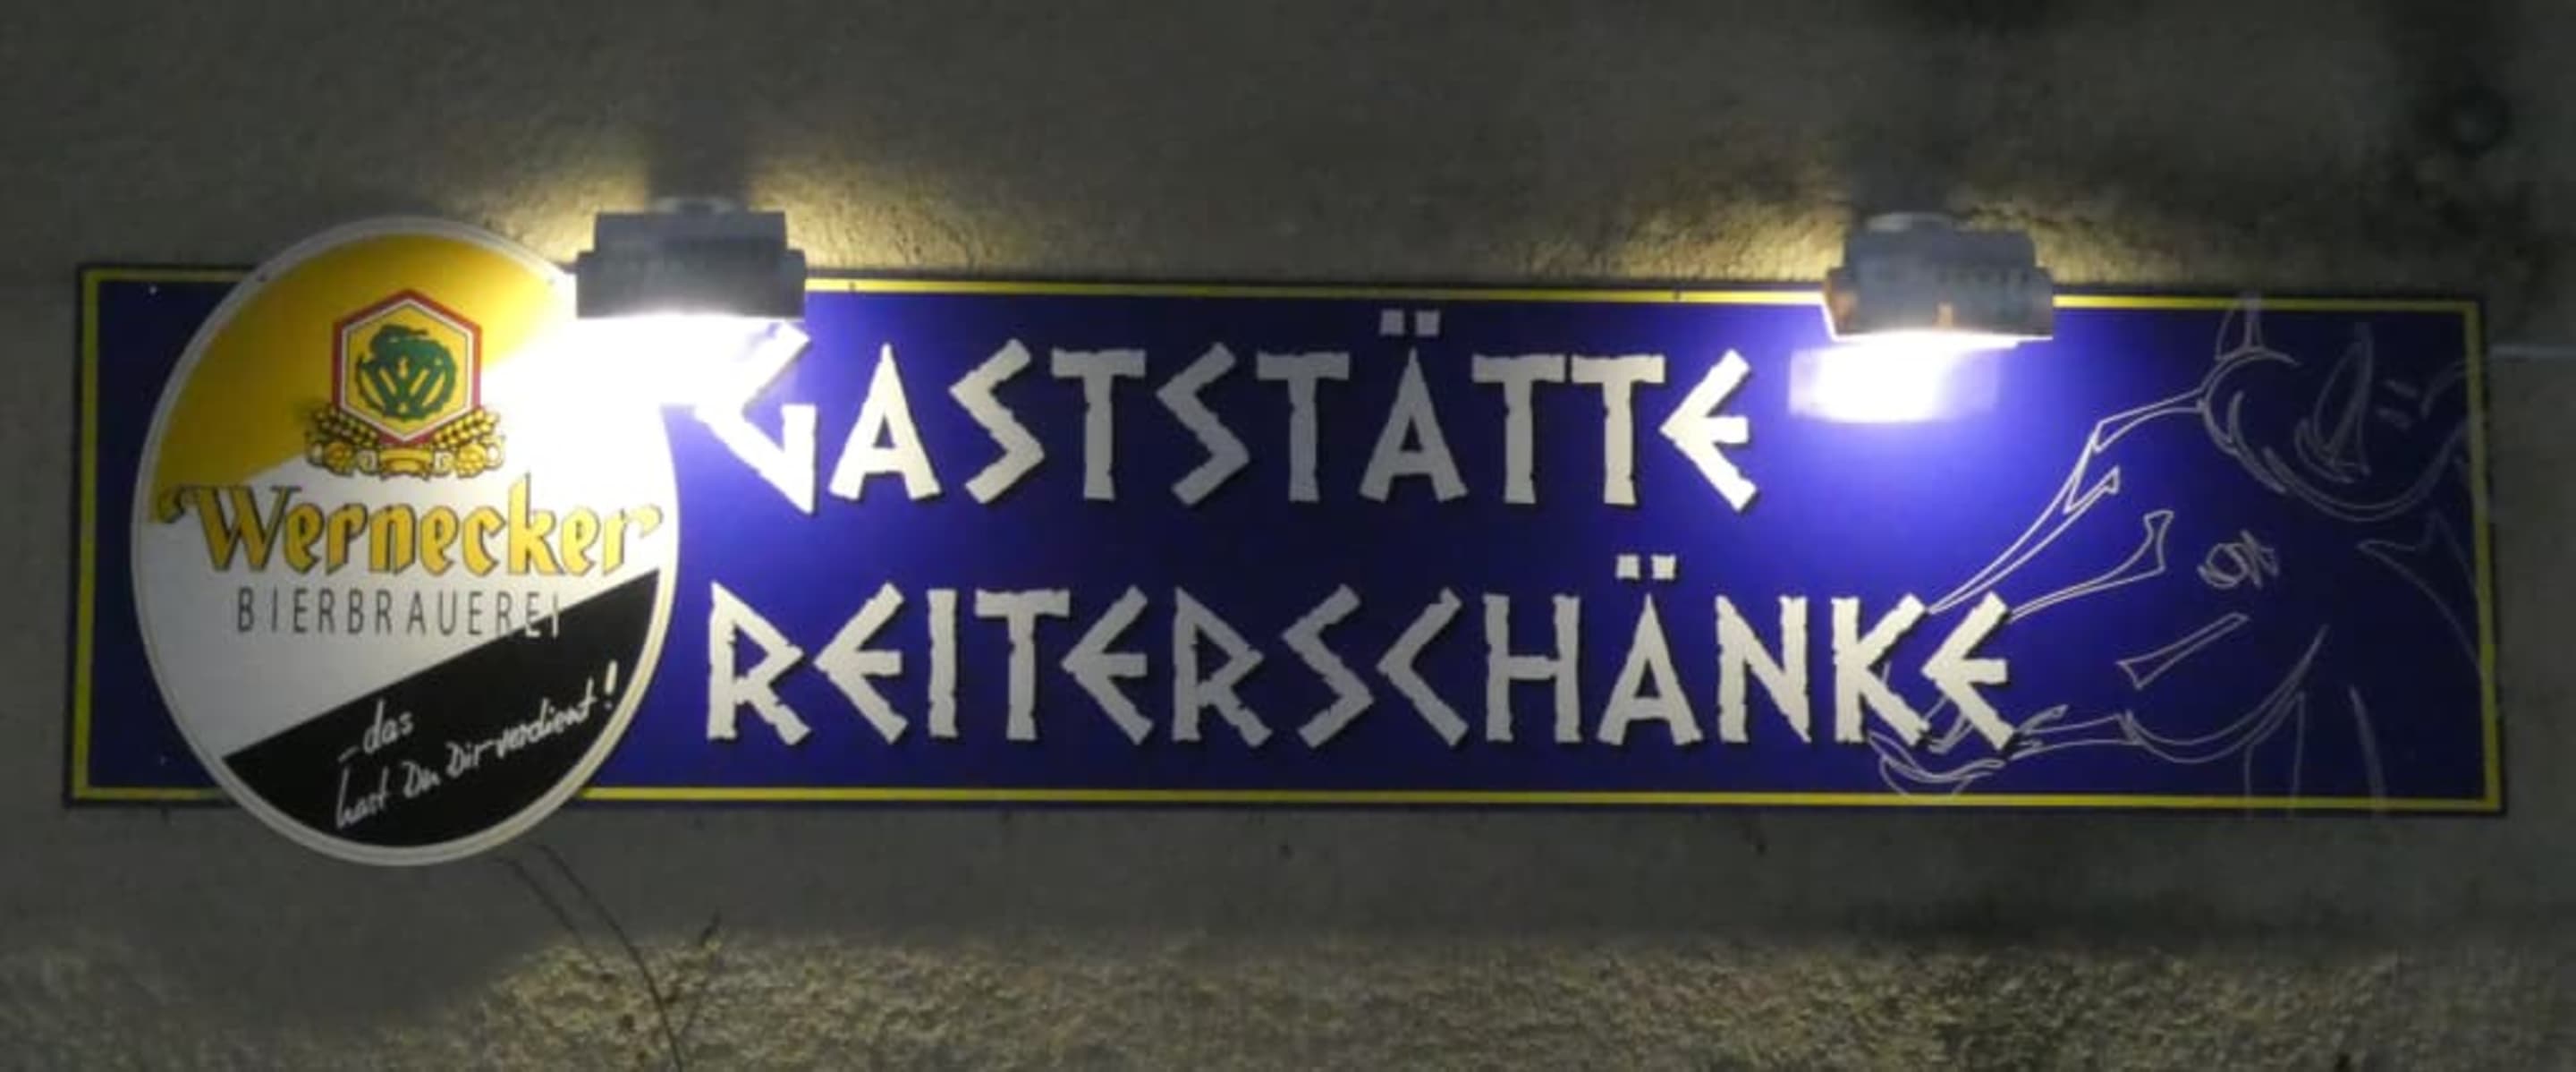 Wernecker
BIERBRAUEREI
- das
hast Du Dir verdient!
GASTSTÄTTE
REITERSCHÄNKE